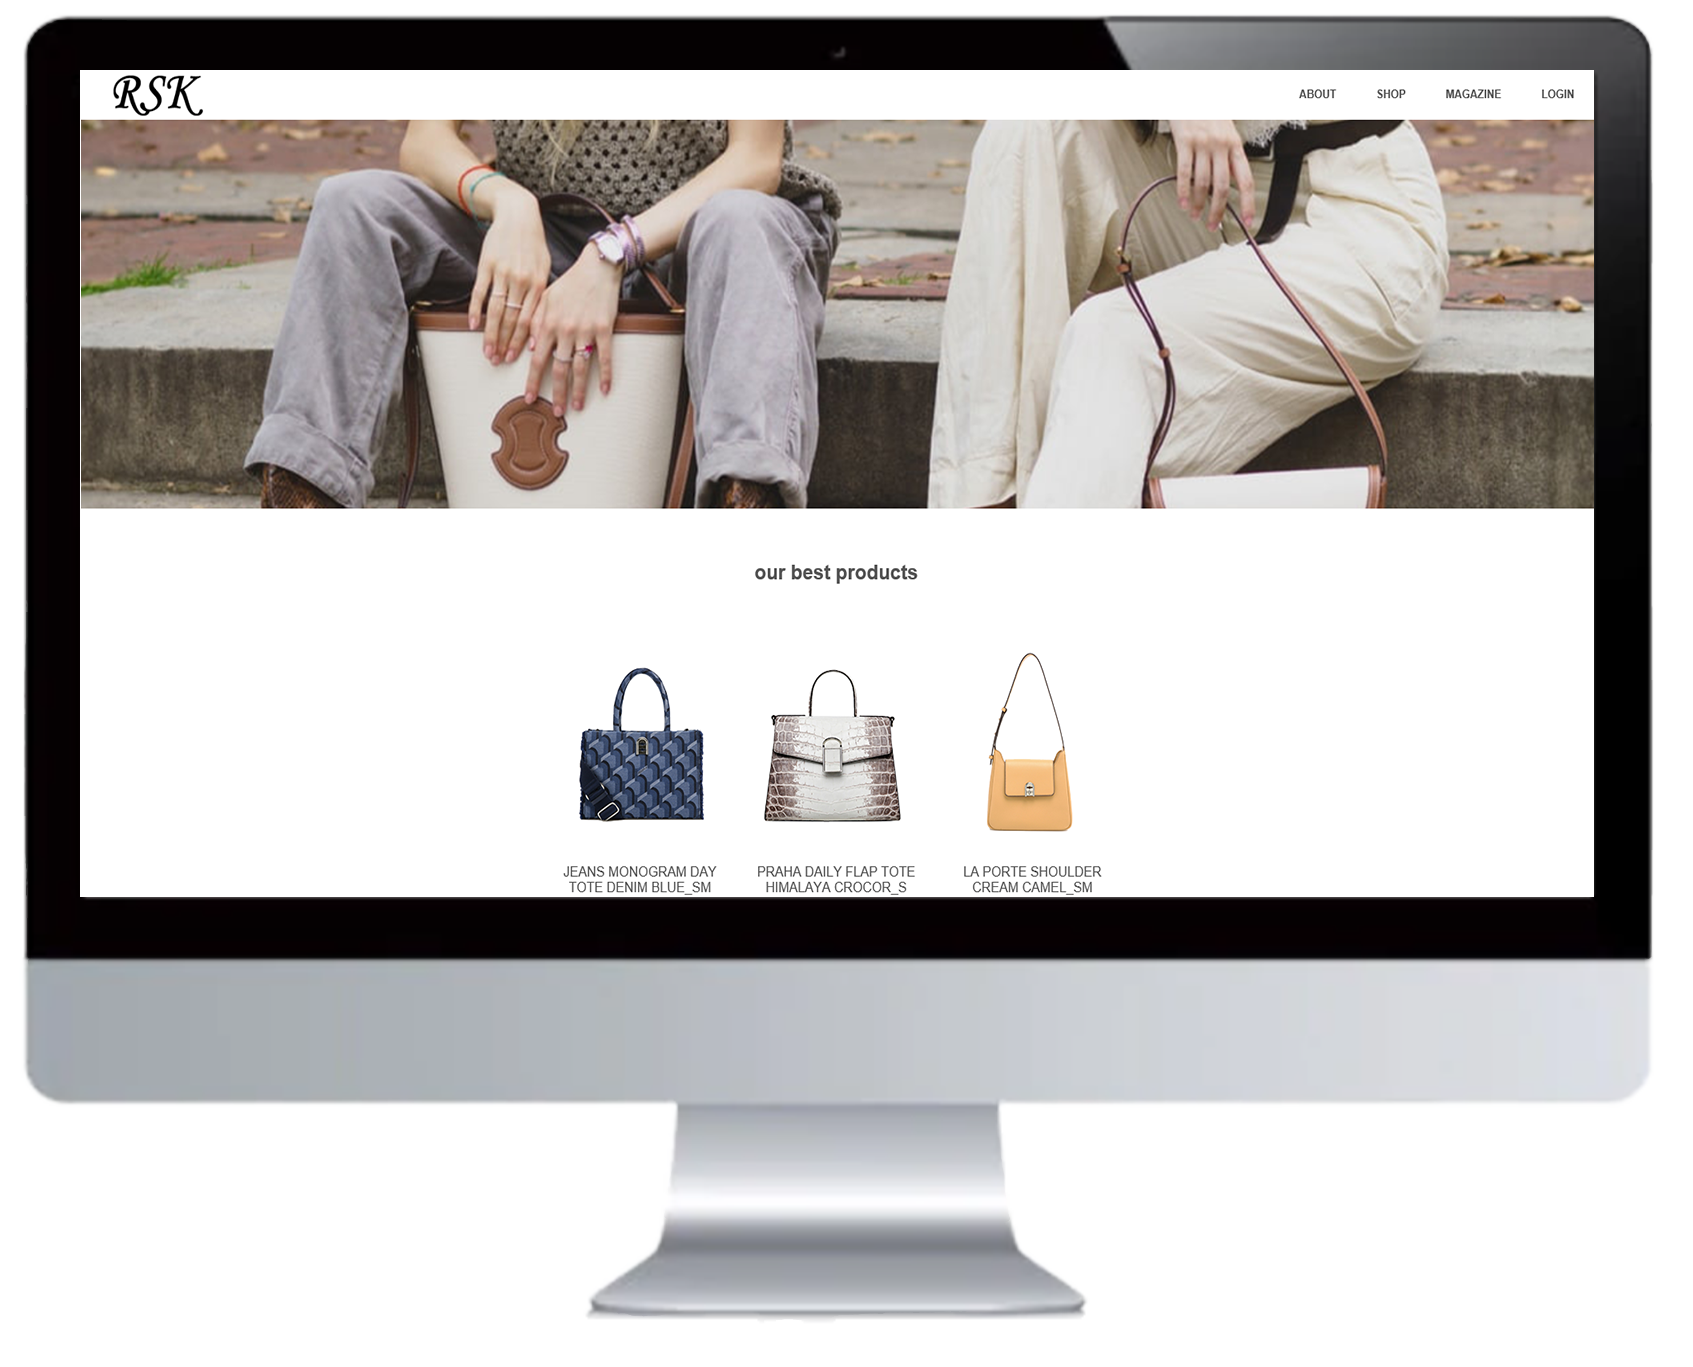 RSK
ABOUT SHOP MAGAZINE LOGIN
our best products
JEANS MONOGRAM DAY
TOTE DENIM BLUE_SM
PRAHA DAILY FLAP TOTE
HIMALAYA CROCOR_S
LA PORTE SHOULDER
CREAM CAMEL_SM